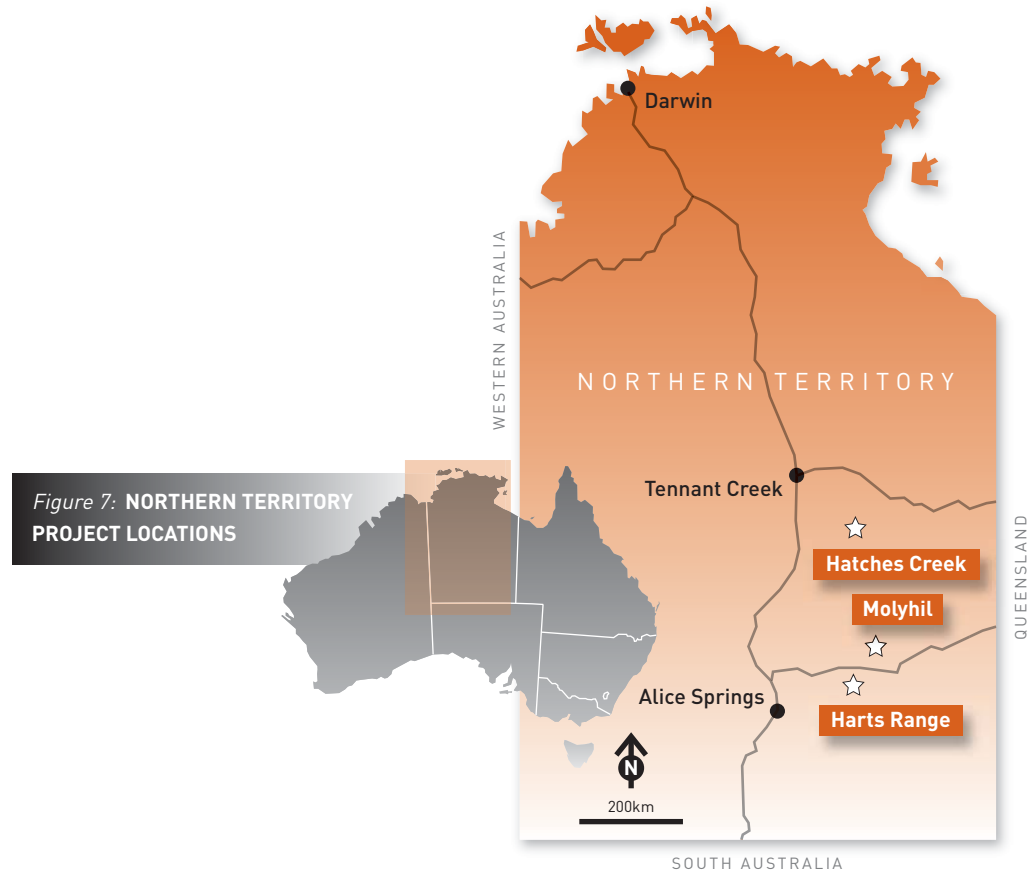 Darwin
WESTERN AUSTRALIA
NORTHERN TERRITORY
Figure 7: NORTHERN TERRITORY
PROJECT LOCATIONS
Tennant Creek
Hatches Creek
Molyhil
QUEENSLAND
Alice Springs
Harts Range
N
200km
SOUTH AUSTRALIA